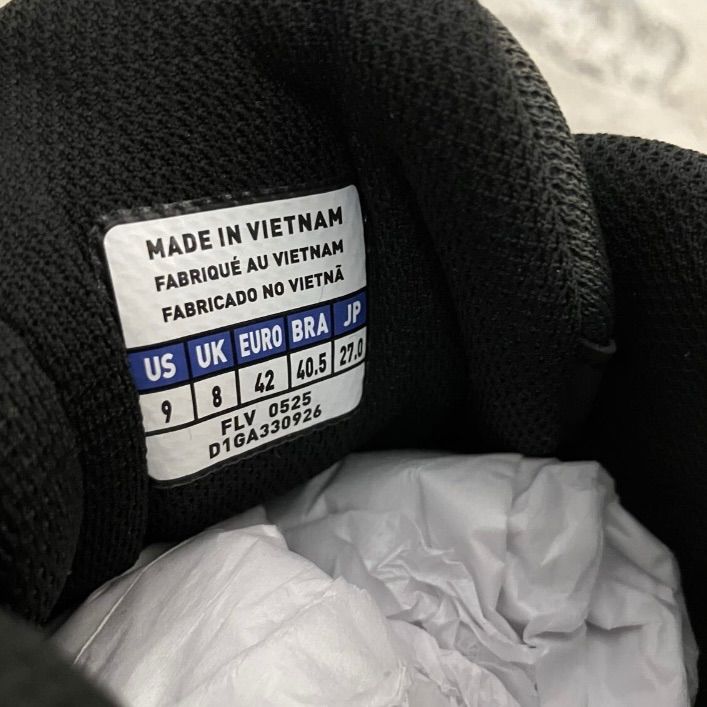 MADE IN VIETNAM
FABRIQUÉ AU VIETNAM
FABRICADO NO VIETNÃ
US UK EURO BRA JP
9 8 42 40.5 27.0
FLV 0525
D1GA330926